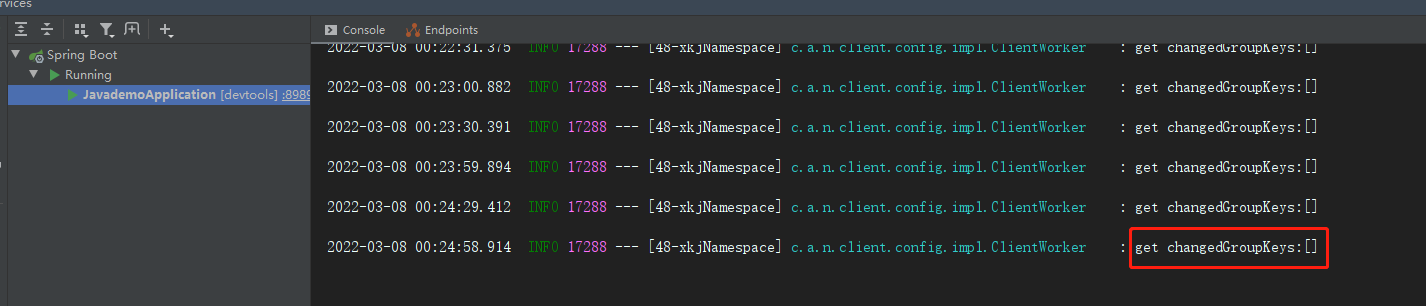 rvices
Console Endpoints
Spring Boot
Running
JavademoApplication [devtools] :8989
2022-03-08 00:22:31.375 INFO 17288 --- [48-xkjNamespace] c.a.n.client.config.impl.ClientWorker : get changedGroupKeys:[]
2022-03-08 00:23:00.882 INFO 17288 --- [48-xkjNamespace] c.a.n.client.config.impl.ClientWorker : get changedGroupKeys:[]
2022-03-08 00:23:30.391 INFO 17288 --- [48-xkjNamespace] c.a.n.client.config.impl.ClientWorker : get changedGroupKeys:[]
2022-03-08 00:23:59.894 INFO 17288 --- [48-xkjNamespace] c.a.n.client.config.impl.ClientWorker : get changedGroupKeys:[]
2022-03-08 00:24:29.412 INFO 17288 --- [48-xkjNamespace] c.a.n.client.config.impl.ClientWorker : get changedGroupKeys:[]
2022-03-08 00:24:58.914 INFO 17288 --- [48-xkjNamespace] c.a.n.client.config.impl.ClientWorker : get changedGroupKeys:[]